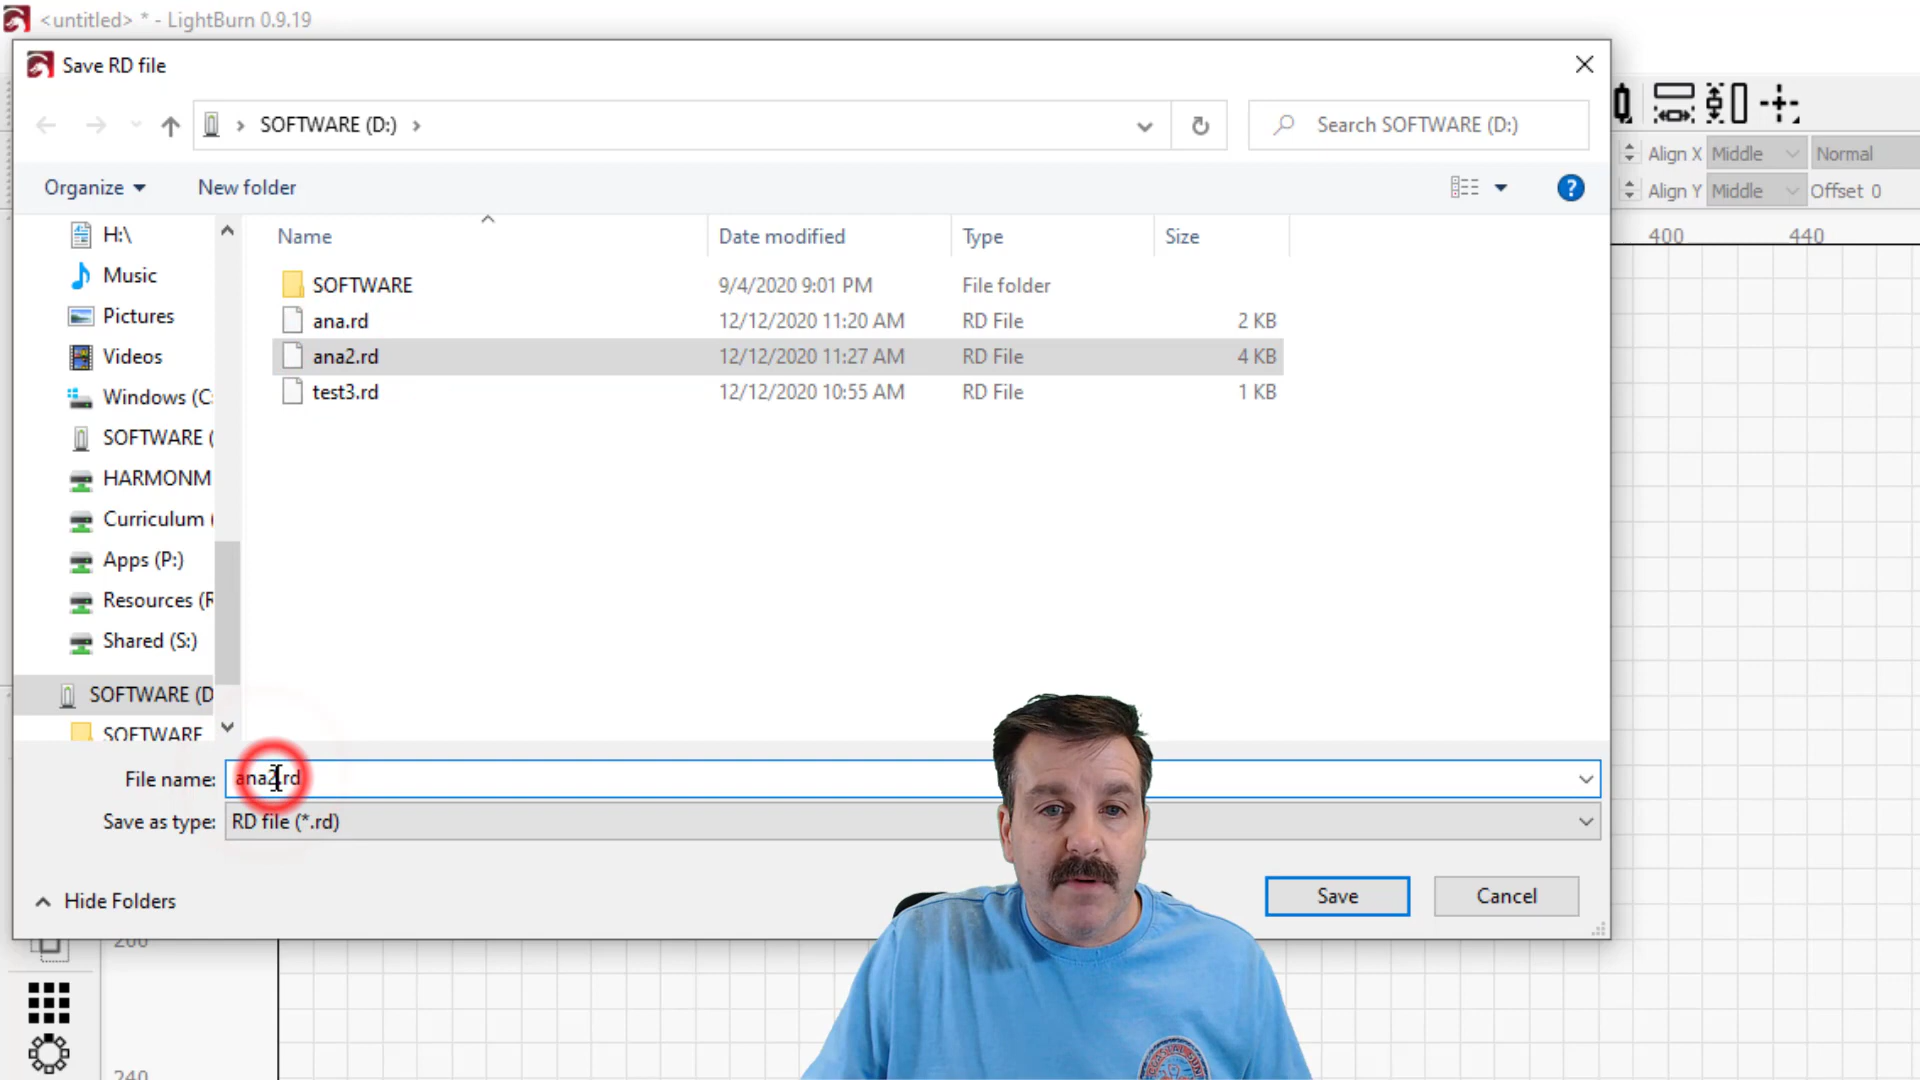 <untitled> * - LightBurn 0.9.19
Save RD file
SOFTWARE (D:)
Search SOFTWARE (D:)
Align X Middle Normal
Align Y Middle Offset 0
Organize
New folder
?
400 440
Name Date modified Type Size
H:\
Music
Pictures
Videos
Windows (C:
SOFTWARE (
HARMONM
Curriculum (
Apps (P:)
Resources (R
Shared (S:)
SOFTWARE (D
SOFTWARE
SOFTWARE 9/4/2020 9:01 PM File folder
ana.rd 12/12/2020 11:20 AM RD File 2 KB
ana2.rd 12/12/2020 11:27 AM RD File 4 KB
test3.rd 12/12/2020 10:55 AM RD File 1 KB
File name: ana2.rd
Save as type: RD file (*.rd)
Hide Folders
Save
Cancel
200
240